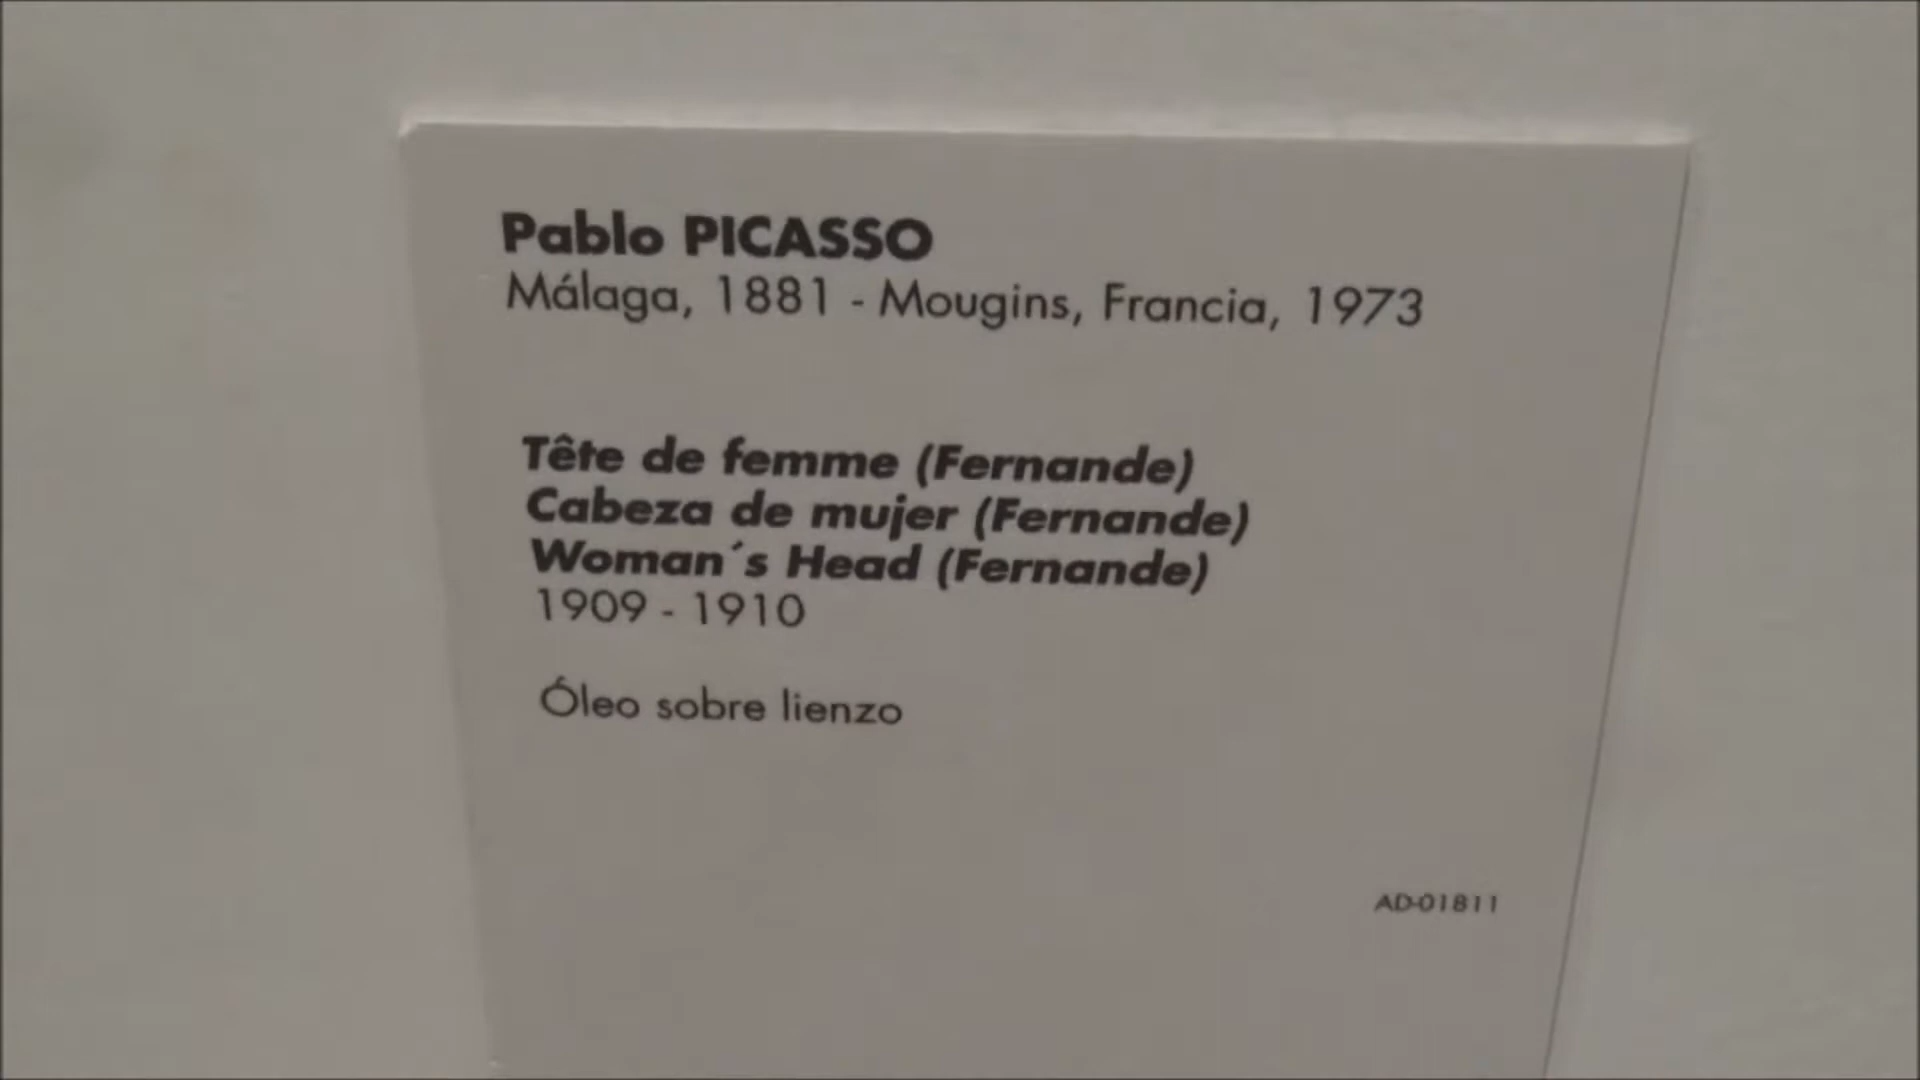 Pablo PICASSO
Málaga, 1881 - Mougins, Francia, 1973
Tête de femme (Fernande)
Cabeza de mujer (Fernande)
Woman´s Head (Fernande)
1909 - 1910
Óleo sobre lienzo
AD-01811